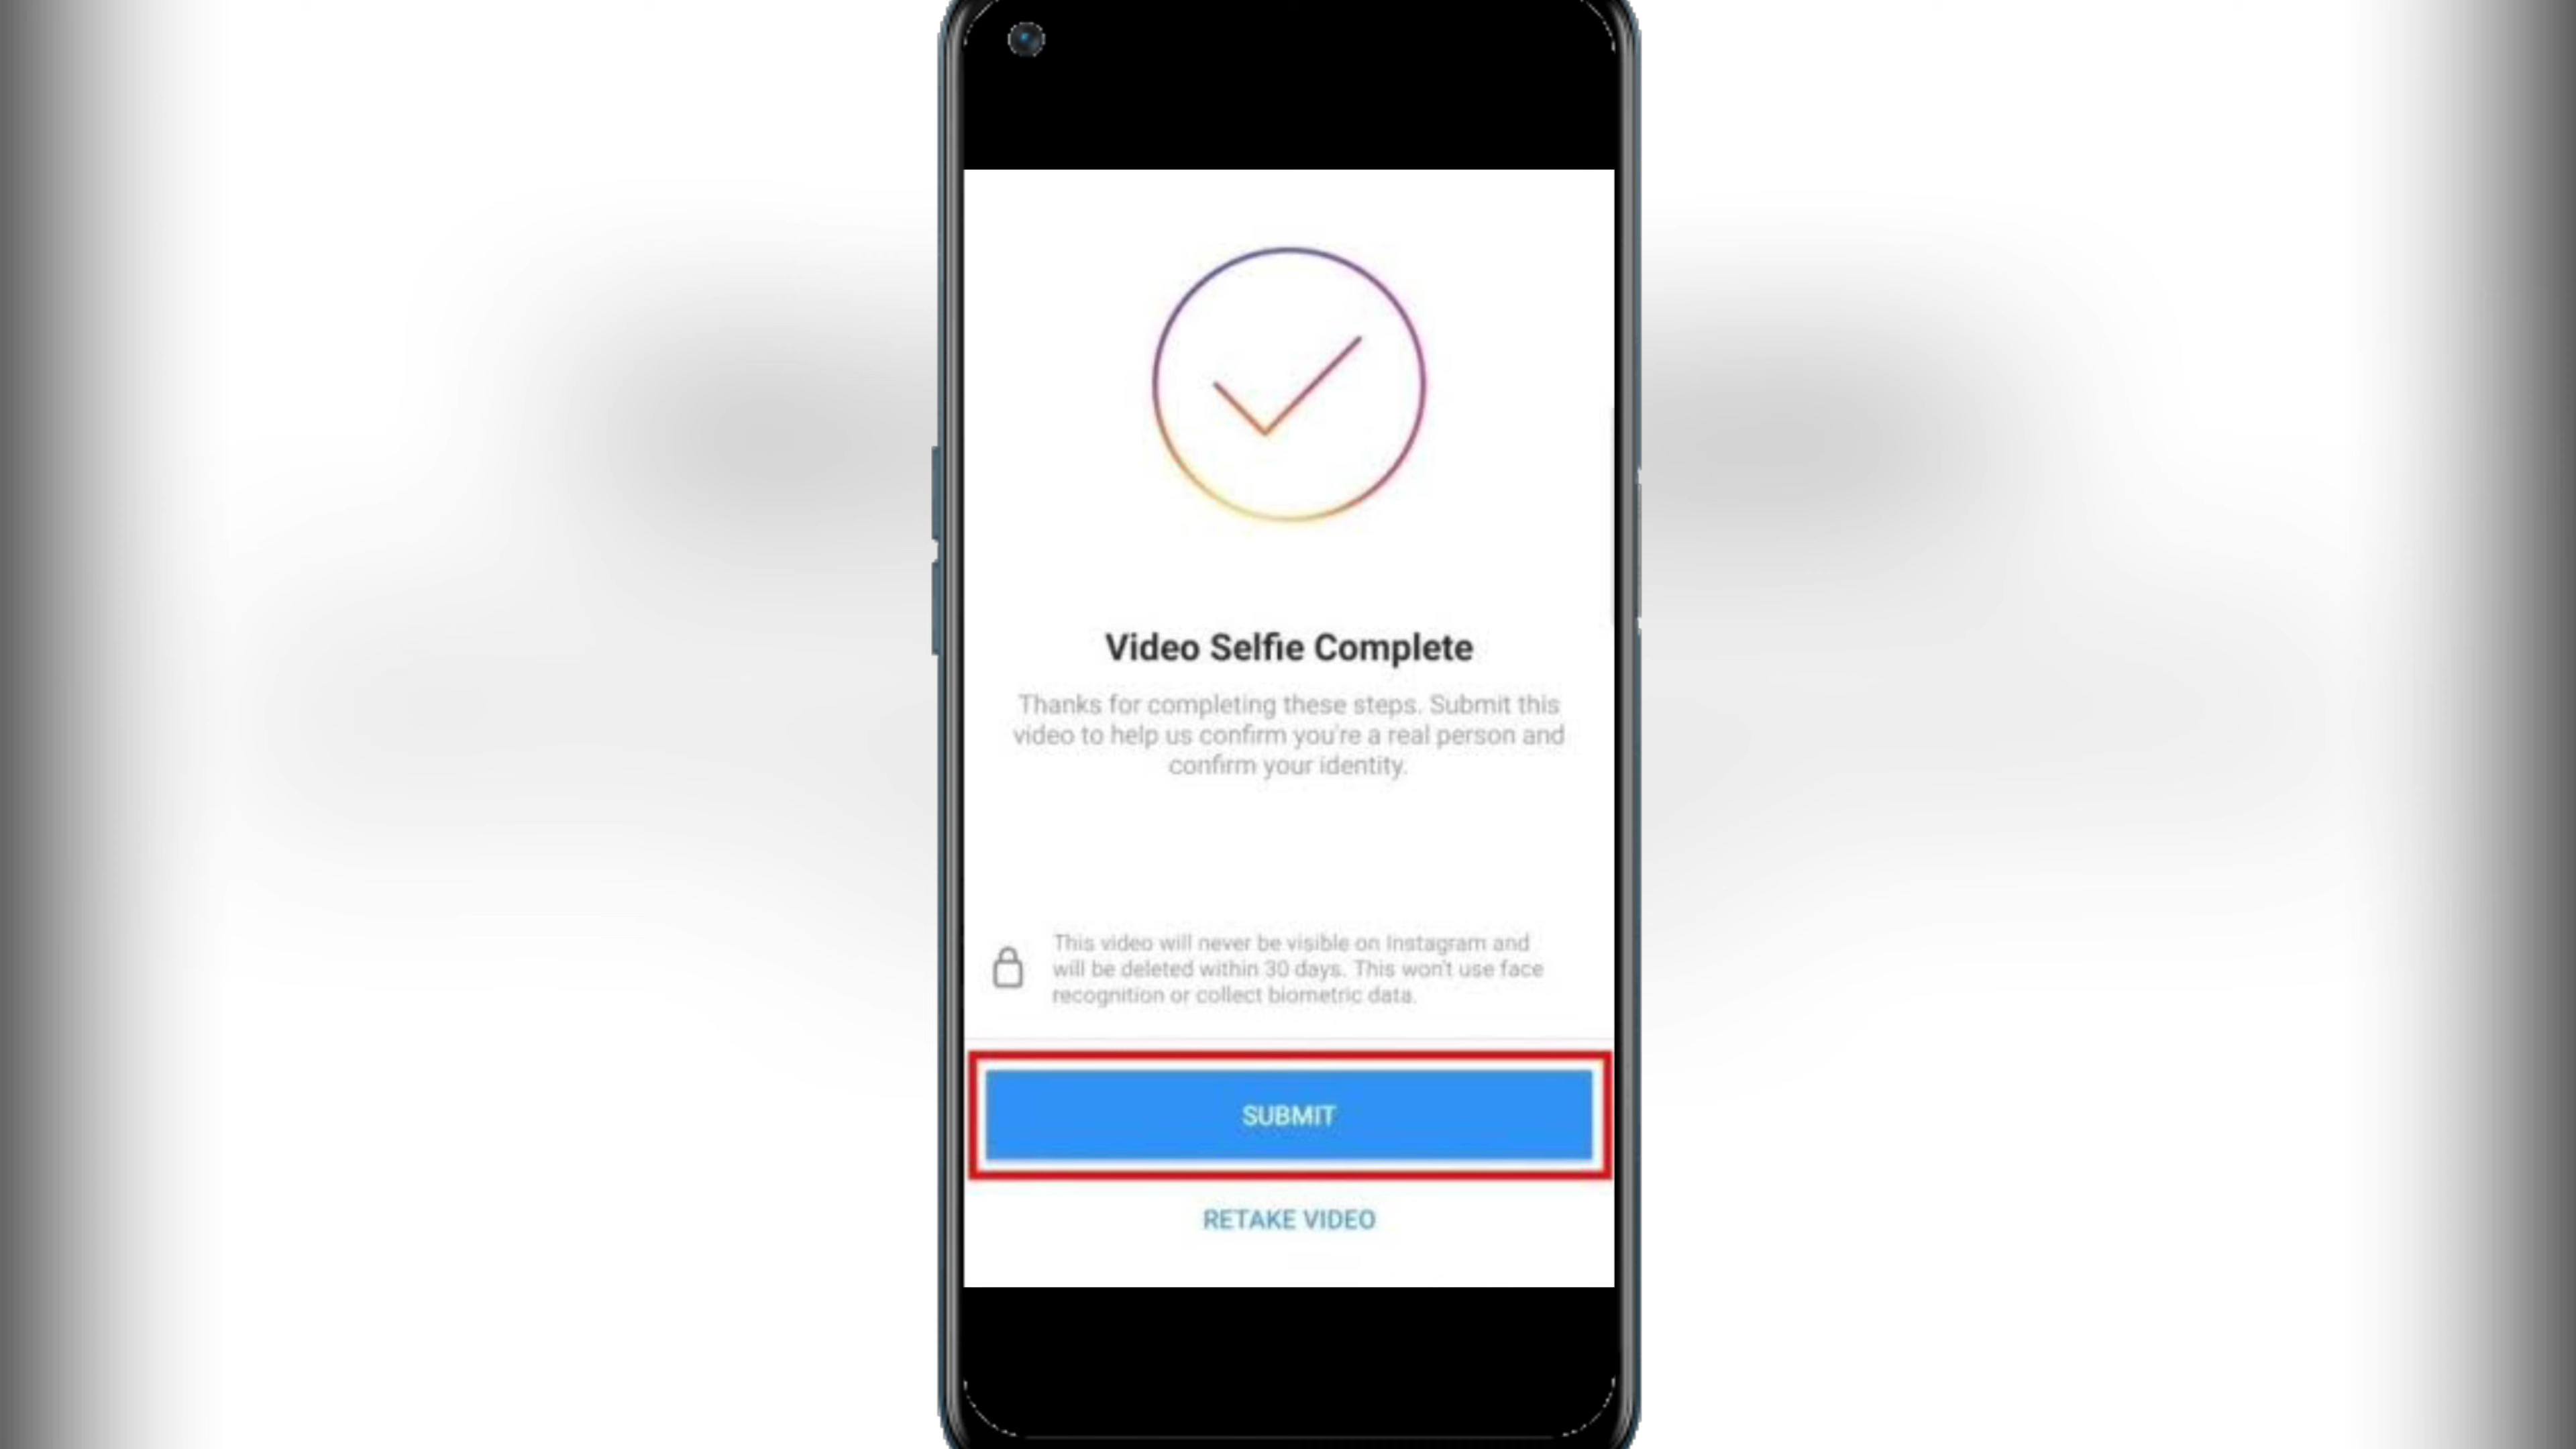 Video Selfie Complete
Thanks for completing these steps. Submit this
video to help us confirm you're a real person and
confirm your identity.
This video will never be visible on Instagram and
will be deleted within 30 days. This won't use face
recognition or collect biometric data.
SUBMIT
RETAKE VIDEO